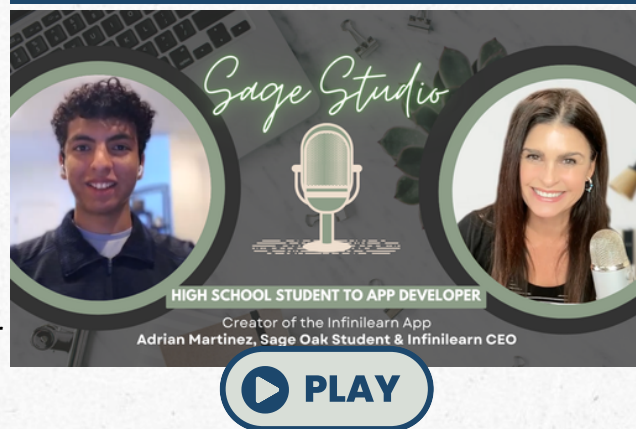 Sage Studio
HIGH SCHOOL STUDENT TO APP DEVELOPER
Creator of the Infinilearn App
Adrian Martinez, Sage Oak Student & Infinilearn CEO
PLAY